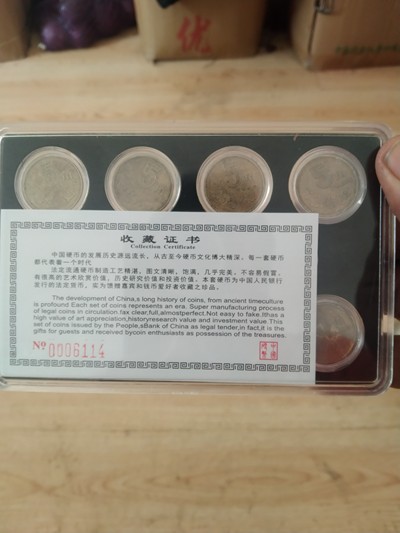 优
收藏证书
Collection Certificate
中国硬币的发展历史源远流长，从古至今硬币文化博大精深，每一套硬
币代表着一个时代
法定流通硬币制造工艺精湛，图文清晰，饱满，几乎完美，不容易假冒，
有很高的艺术欣赏价值，历史研究价值和投府价值，本套硬币为中国人民银行
发行的法定货币，实为馈赠嘉宾和钱币爱好者收藏之珍品。
The development of China,s long history of coins, from ancient timeculture
is profound Each set of coins represents an era. Super manufacturing process
of legal coins in circulation fax clear,full,almostperfect.Not easy to fake.Ithas a
high value of art appreciation,historyresearch value and investment value.This
set of coins issued by the People,sBank of China as legal tender,in fact,it is the
gifts for guests and received bycoin enthusiasts as possession of the treasures.
Nº 0006114